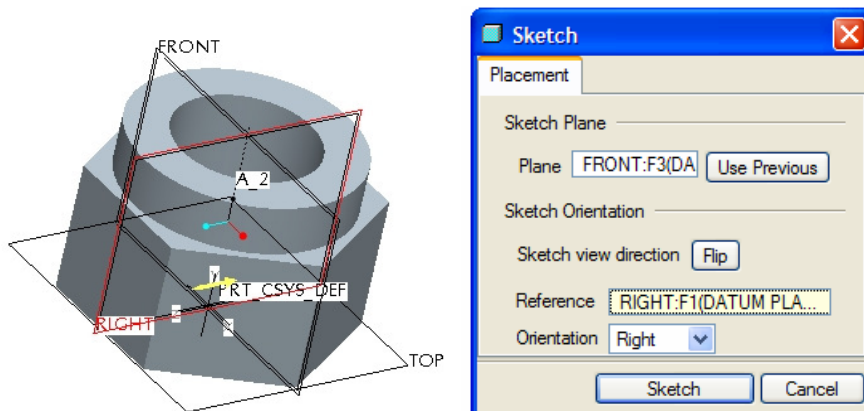 FRONT
A_2
y
PRT_CSYS_DEF
RIGHT
z
x
TOP
Sketch
Placement
Sketch Plane
Plane FRONT:F3(DA Use Previous
Sketch Orientation
Sketch view direction Flip
Reference RIGHT:F1(DATUM PLA...
Orientation Right
Sketch Cancel